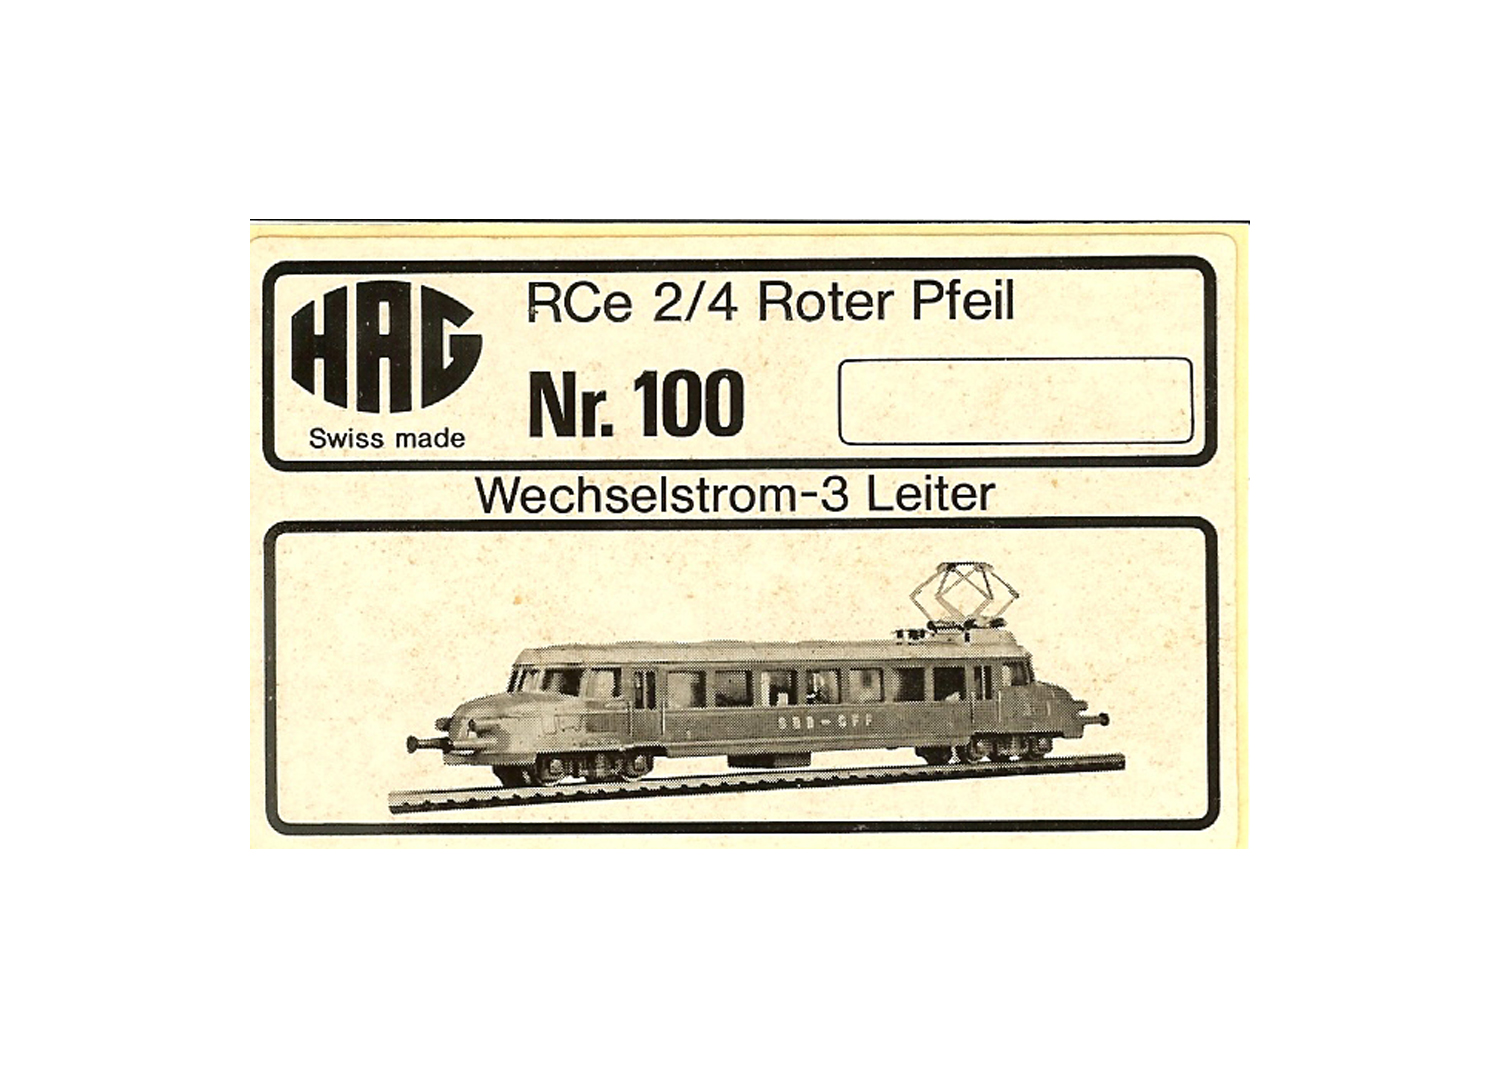 HAG
Swiss made
RCe 2/4 Roter Pfeil
Nr. 100
Wechselstrom-3 Leiter
SBB-CFF